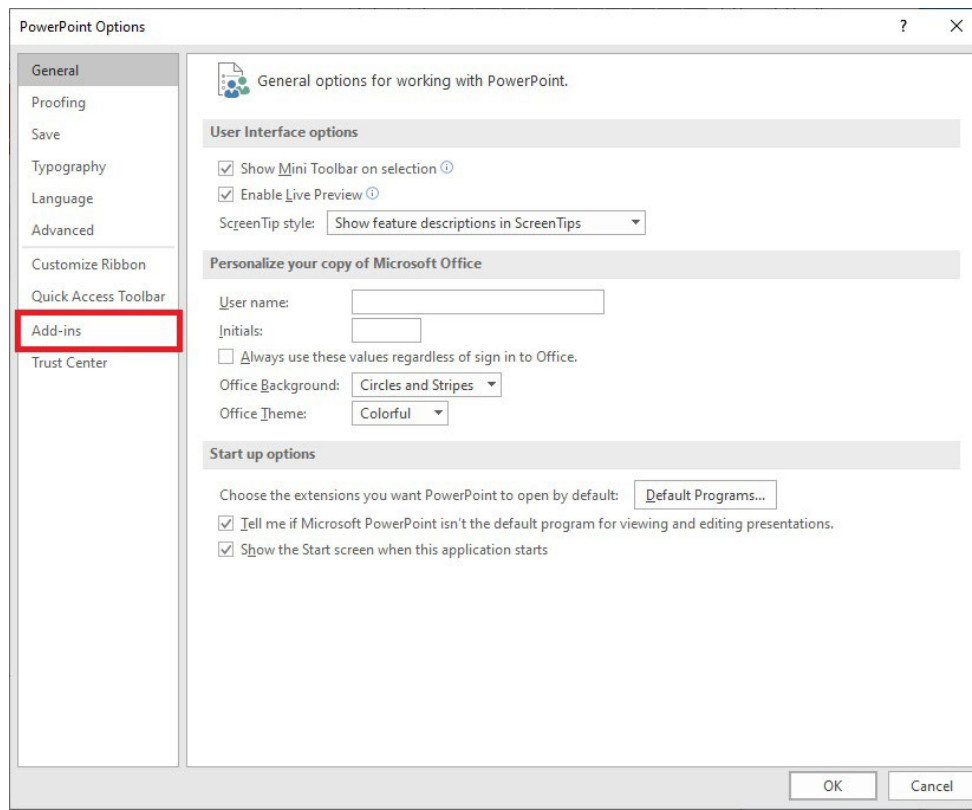 PowerPoint Options
?
General
Proofing
Save
Typography
Language
Advanced
Customize Ribbon
Quick Access Toolbar
Add-ins
Trust Center
General options for working with PowerPoint.
User Interface options
Show Mini Toolbar on selection
Enable Live Preview
ScreenTip style: Show feature descriptions in ScreenTips
Personalize your copy of Microsoft Office
User name:
Initials:
Always use these values regardless of sign in to Office.
Office Background: Circles and Stripes
Office Theme: Colorful
Start up options
Choose the extensions you want PowerPoint to open by default: Default Programs...
Tell me if Microsoft PowerPoint isn't the default program for viewing and editing presentations.
Show the Start screen when this application starts
OK Cancel